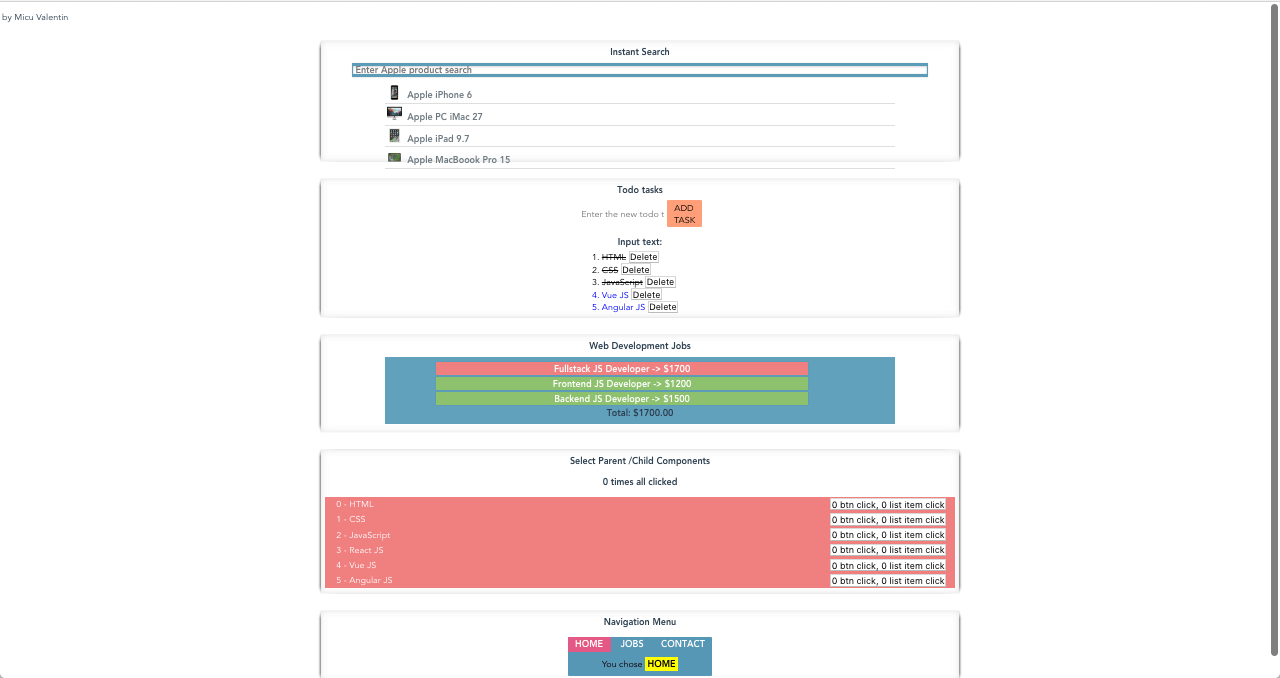 by Micu Valentin
Instant Search
Enter Apple product search
Apple iPhone 6
Apple PC iMac 27
Apple iPad 9.7
Apple MacBoook Pro 15
Todo tasks
Enter the new todo t
ADD
TASK
Input text:
1. HTML Delete
2. CSS Delete
3. JavaScript Delete
4. Vue JS Delete
5. Angular JS Delete
Web Development Jobs
Fullstack JS Developer -> $1700
Frontend JS Developer -> $1200
Backend JS Developer -> $1500
Total: $1700.00
Select Parent /Child Components
0 times all clicked
0 - HTML 0 btn click, 0 list item click
1 - CSS 0 btn click, 0 list item click
2 - JavaScript 0 btn click, 0 list item click
3 - React JS 0 btn click, 0 list item click
4 - Vue JS 0 btn click, 0 list item click
5 - Angular JS 0 btn click, 0 list item click
Navigation Menu
HOME JOBS CONTACT
You chose HOME